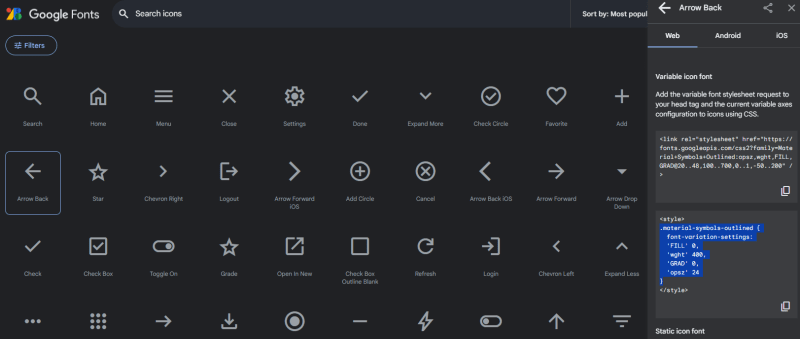 Google Fonts
Search icons
Sort by: Most popul
Filters
Search
Home
Menu
Close
Settings
Done
Expand More
Check Circle
Favorite
Add
Arrow Back
Star
Chevron Right
Logout
Arrow Forward
iOS
Add Circle
Cancel
Arrow Back iOS
Arrow Forward
Arrow Drop
Down
Check
Check Box
Toggle On
Grade
Open In New
Check Box
Outline Blank
Refresh
Login
Chevron Left
Expand Less
Arrow Back
Web
Android
iOS
Variable icon font
Add the variable font stylesheet request to
your head tag and the current variable axes
configuration to icons using CSS.
<link rel="stylesheet" href="https://
fonts.googleapis.com/css2?family=Mate
rial+Symbols+Outlined:opsz,wght,FILL,
GRAD@20..48,100..700,0..1,-50..200" /
>
<style>
.material-symbols-outlined {
font-variation-settings:
'FILL' 0,
'wght' 400,
'GRAD' 0,
'opsz' 24
}
</style>
Static icon font